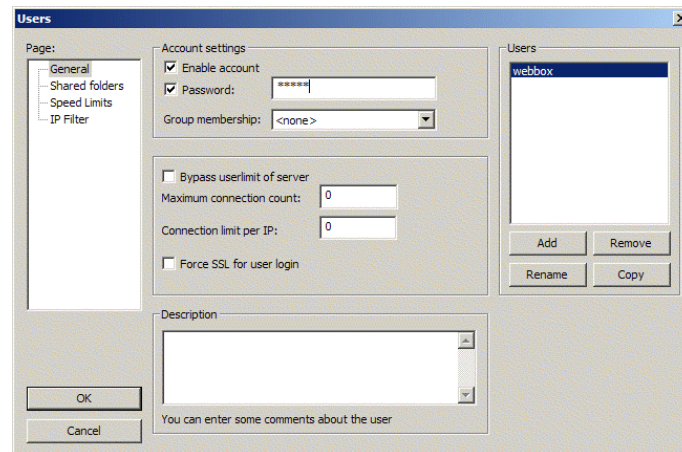 Users
Page:
General
Shared folders
Speed Limits
IP Filter
OK
Cancel
Account settings
Enable account
Password: *****
Group membership: <none>
Bypass userlimit of server
Maximum connection count: 0
Connection limit per IP: 0
Force SSL for user login
Description
You can enter some comments about the user
Users
webbox
Add Remove
Rename Copy